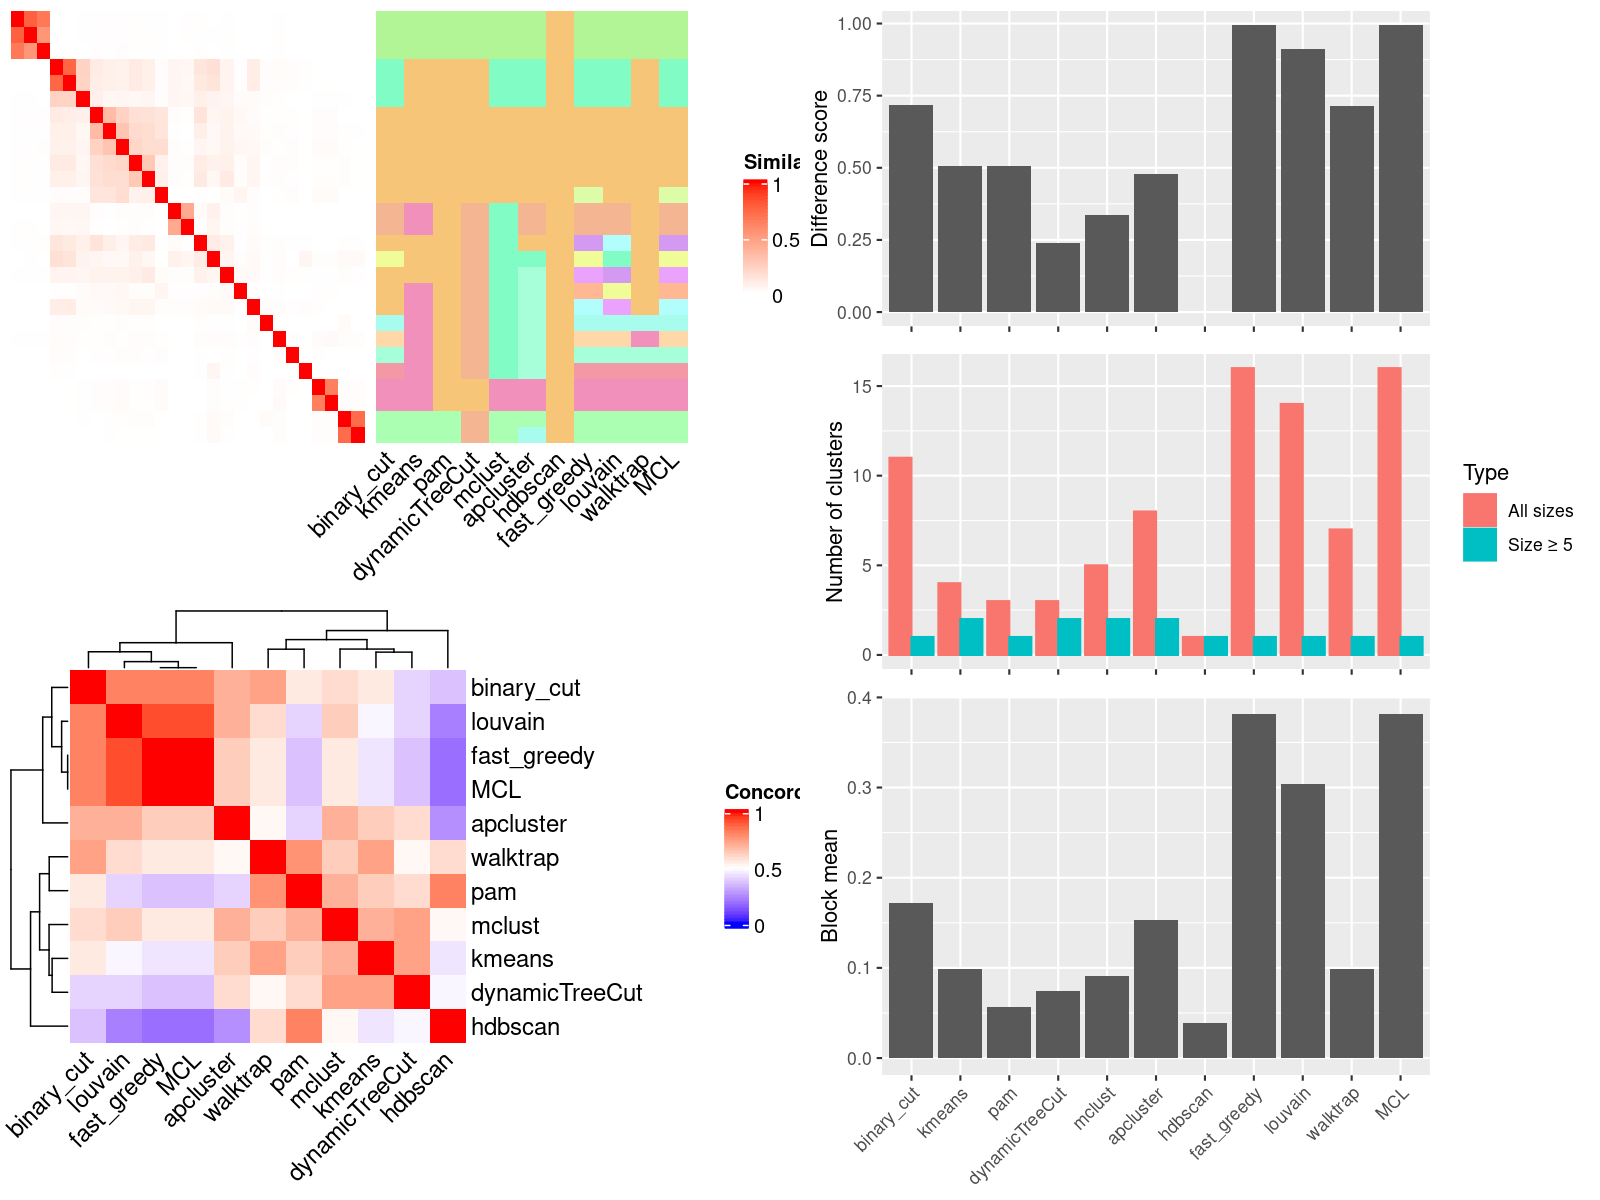 Simila
1
0.5
0
binary_cut
kmeans
pam
dynamicTreeCut
mclust
apcluster
hdbscan
fast_greedy
louvain
walktrap
MCL
binary_cut
louvain
fast_greedy
MCL
apcluster
walktrap
pam
mclust
kmeans
dynamicTreeCut
hdbscan
binary_cut
louvain
fast_greedy
MCL
apcluster
walktrap
pam
mclust
kmeans
dynamicTreeCut
hdbscan
Concord
1
0.5
0
Difference score
1.00
0.75
0.50
0.25
0.00
Number of clusters
15
10
5
0
Type
All sizes
Size ≥ 5
Block mean
0.4
0.3
0.2
0.1
0.0
binary_cut
kmeans
pam
dynamicTreeCut
mclust
apcluster
hdbscan
fast_greedy
louvain
walktrap
MCL